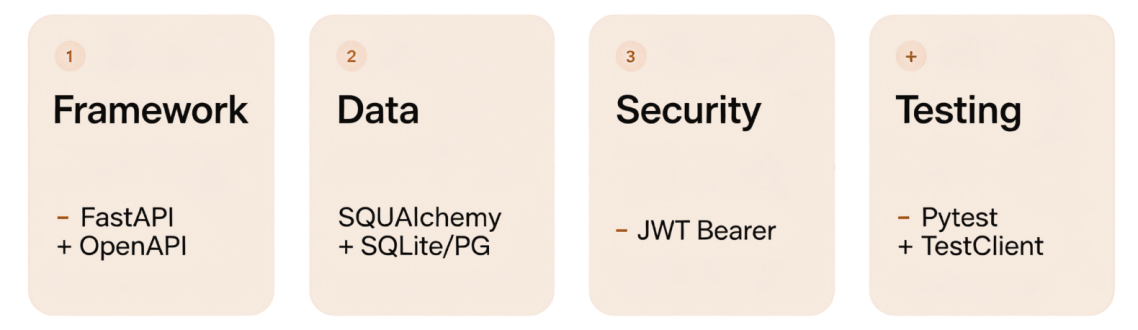 1
Framework
– FastAPI
+ OpenAPI
2
Data
SQUAlchemy
+ SQLite/PG
3
Security
– JWT Bearer
+
Testing
– Pytest
+ TestClient